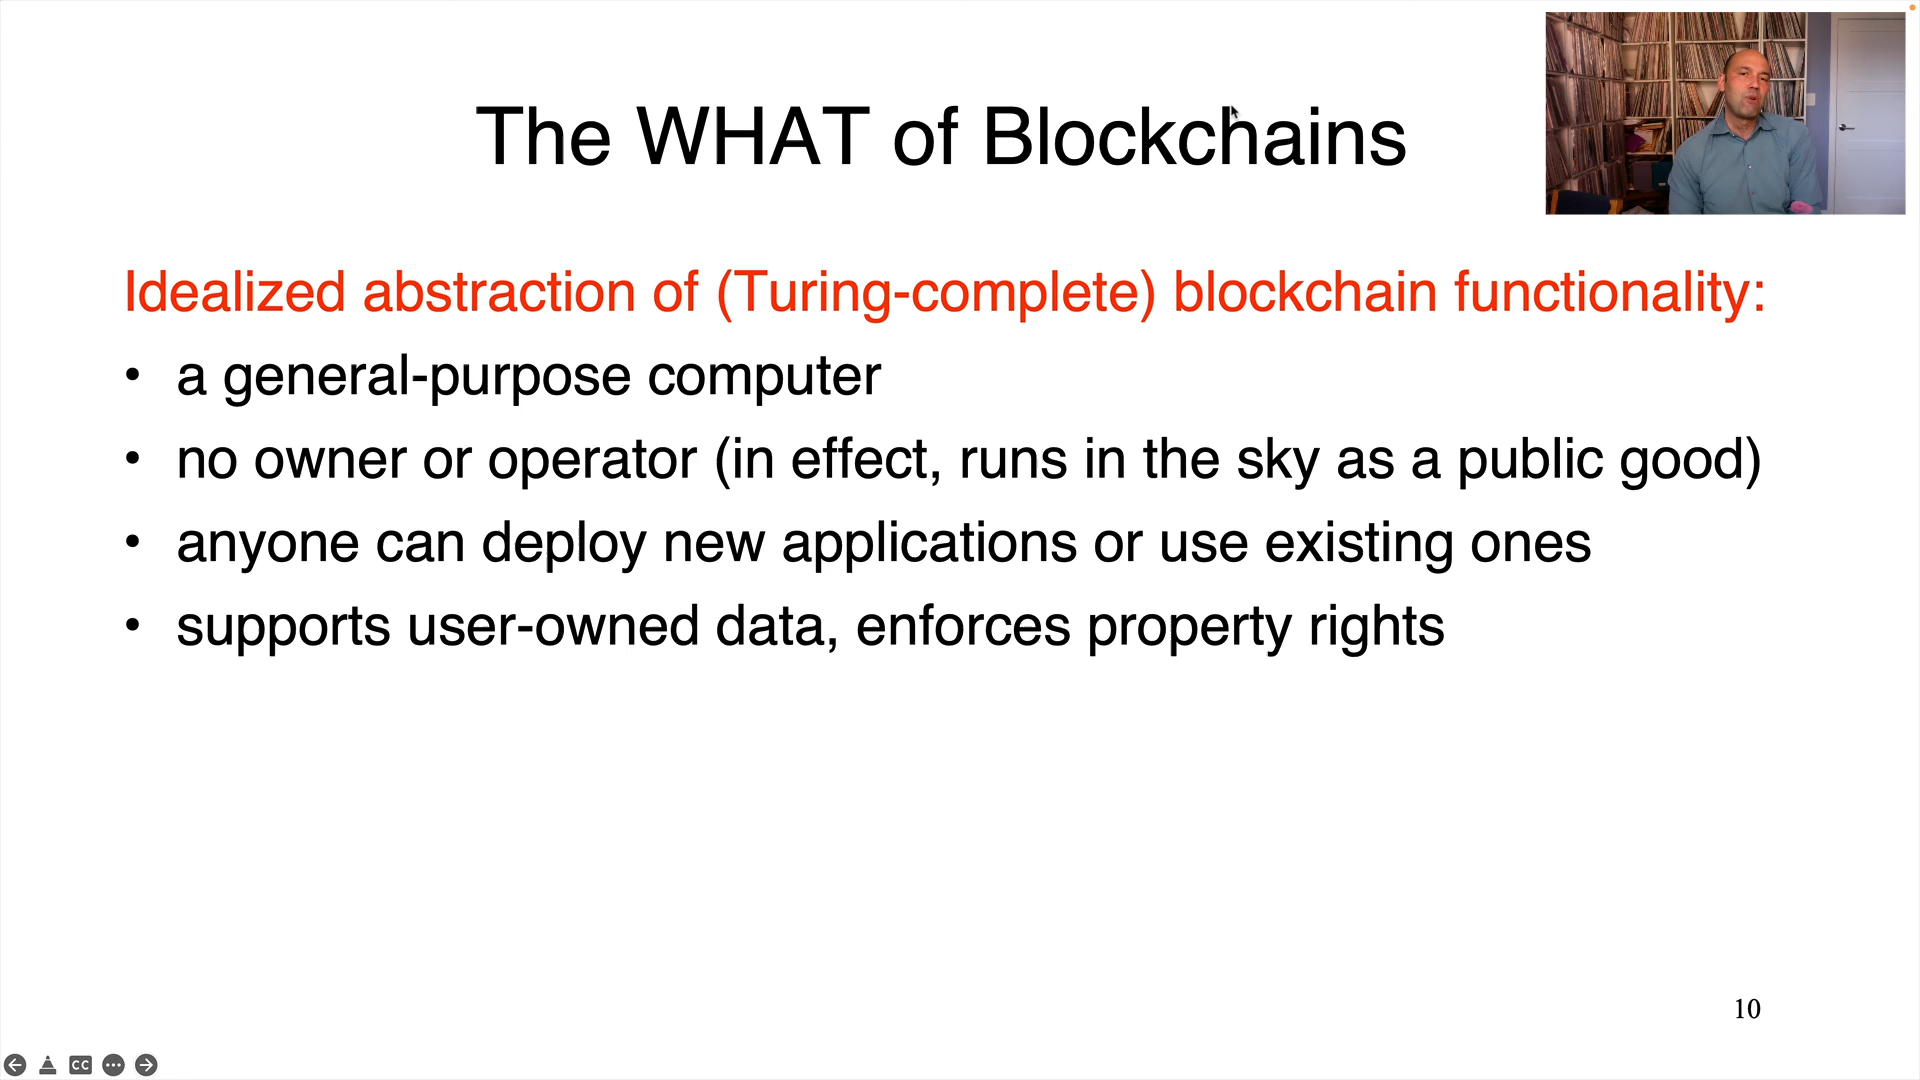 The WHAT of Blockchains
Idealized abstraction of (Turing-complete) blockchain functionality:
• a general-purpose computer
• no owner or operator (in effect, runs in the sky as a public good)
• anyone can deploy new applications or use existing ones
• supports user-owned data, enforces property rights
10
CC